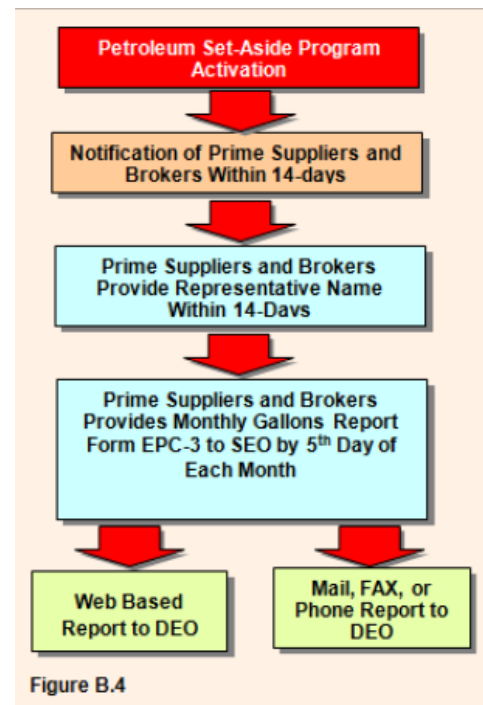 Petroleum Set-Aside Program
Activation
Notification of Prime Suppliers and
Brokers Within 14-days
Prime Suppliers and Brokers
Provide Representative Name
Within 14-Days
Prime Suppliers and Brokers
Provides Monthly Gallons Report
Form EPC-3 to SEO by 5th Day of
Each Month
Web Based
Report to DEO
Mail, FAX, or
Phone Report to
DEO
Figure B.4